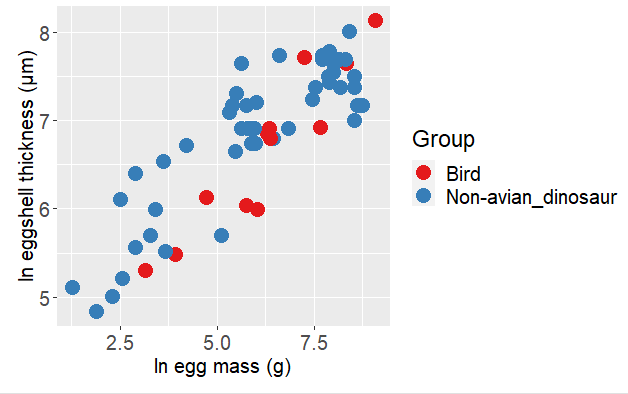 8
7
6
5
ln eggshell thickness (µm)
2.5 5.0 7.5
ln egg mass (g)
Group
Bird
Non-avian_dinosaur